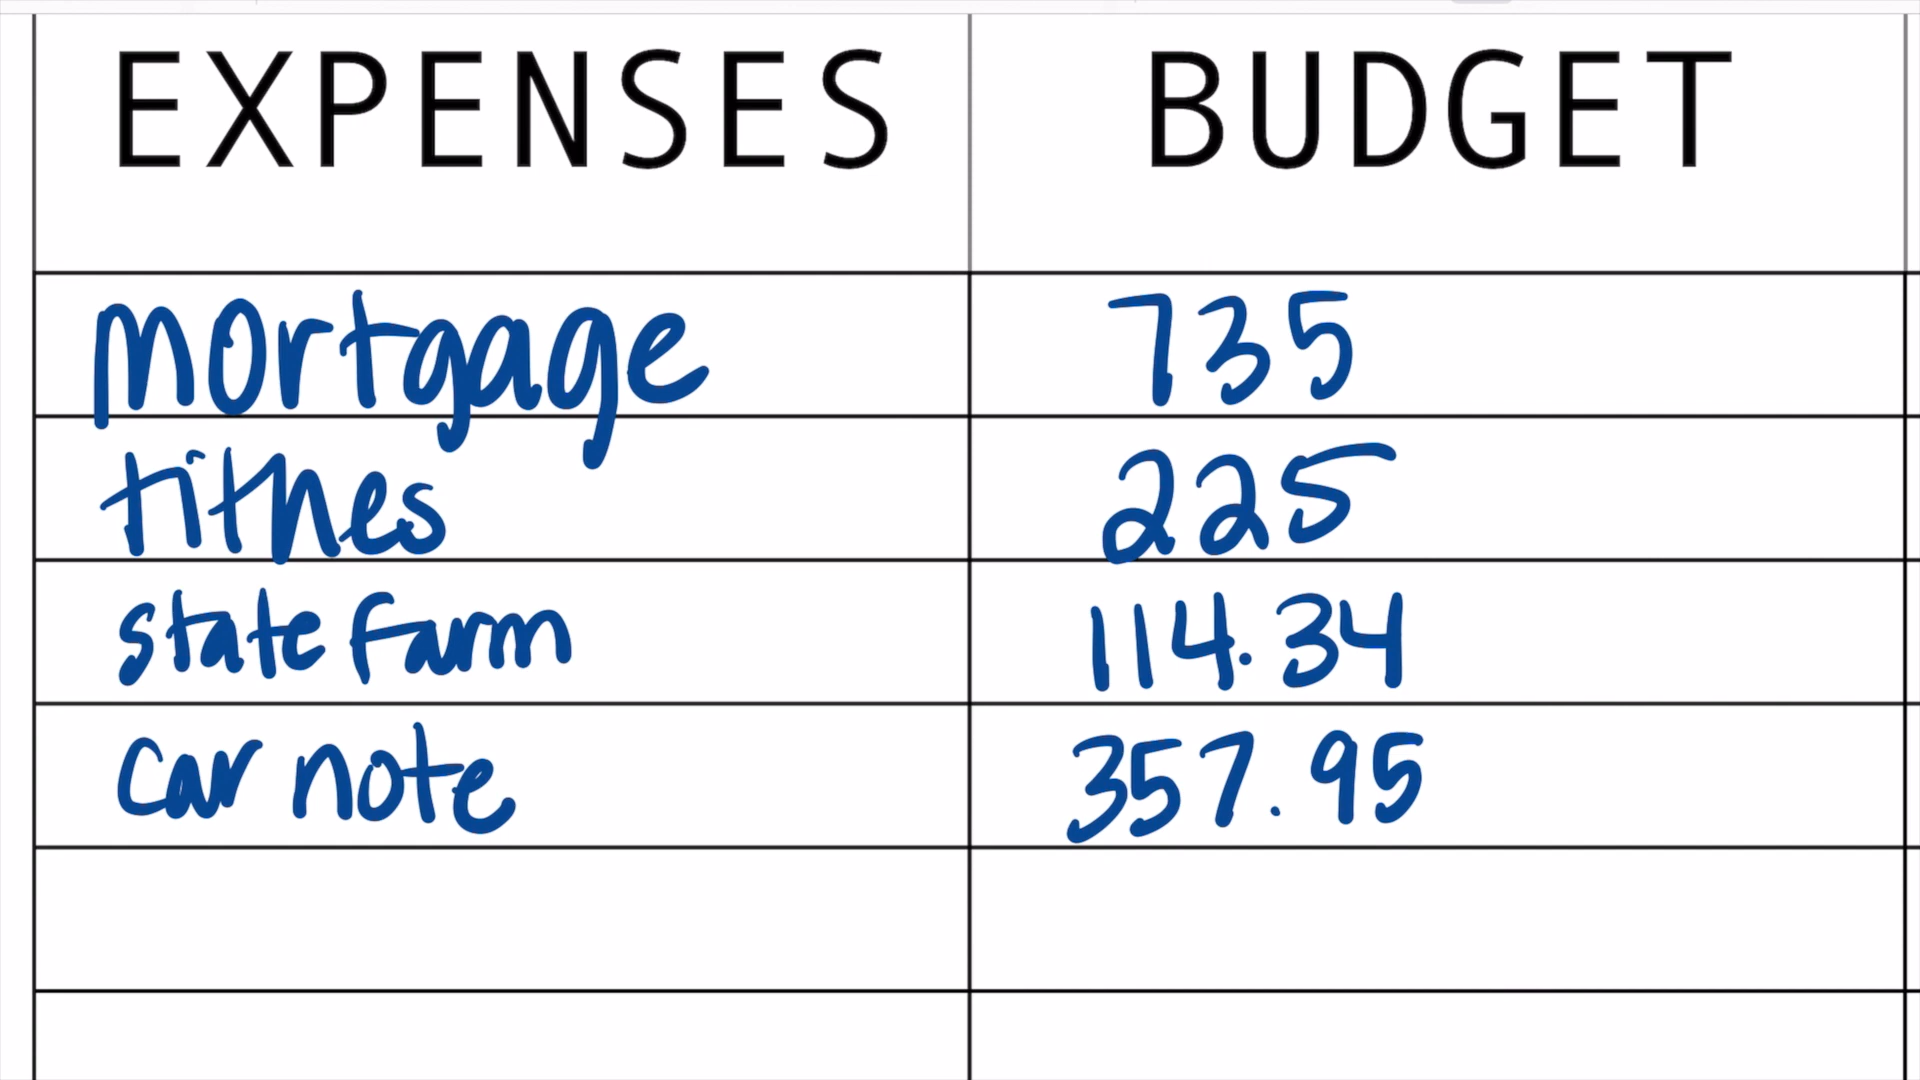 EXPENSES BUDGET
mortgage 735
tithes 225
state farm 114.34
car note 357.95